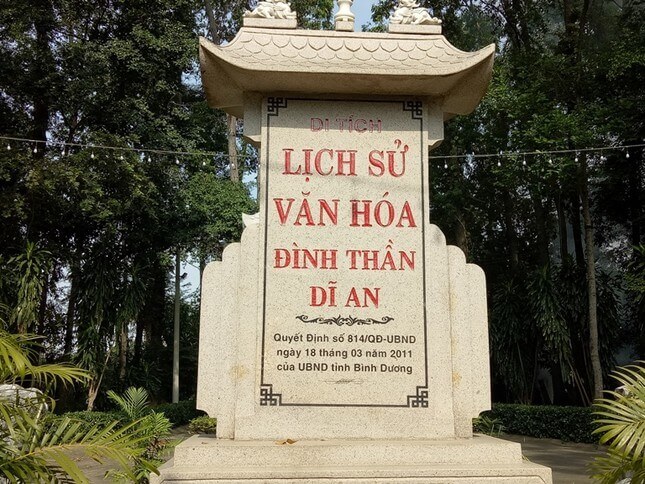 DI TÍCH
LỊCH SỬ
VĂN HÓA
ĐÌNH THẦN
DĨ AN
Quyết Định số 814/QĐ-UBND
ngày 18 tháng 03 năm 2011
của UBND tỉnh Bình Dương